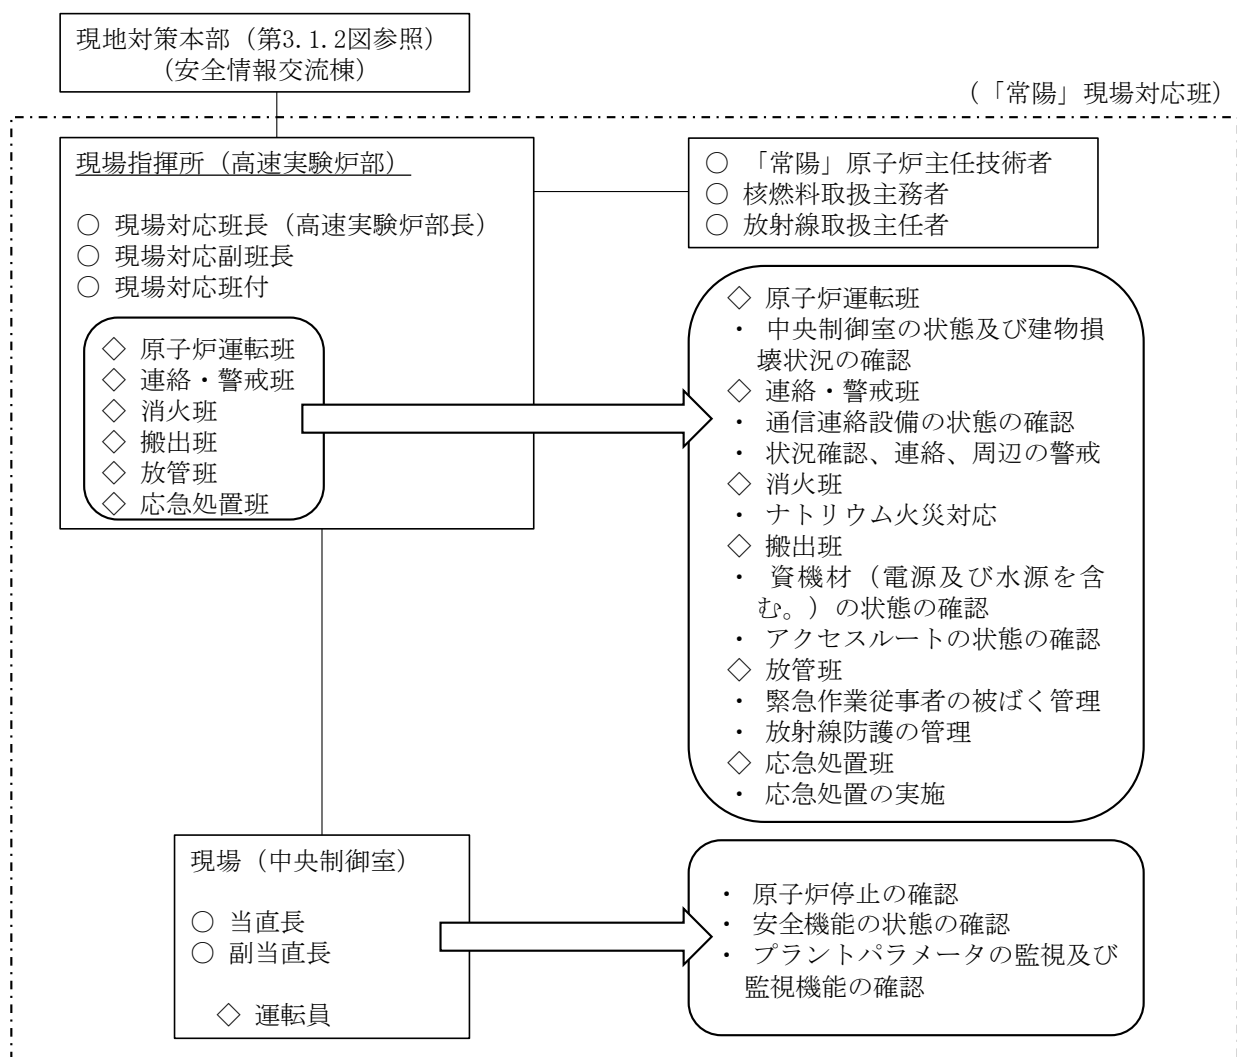 現地対策本部（第3.1.2図参照）
（安全情報交流棟）
（「常陽」現場対応班）
現場指揮所（高速実験炉部）
○ 現場対応班長（高速実験炉部長）
○ 現場対応副班長
○ 現場対応班付
◇ 原子炉運転班
◇ 連絡・警戒班
◇ 消火班
◇ 搬出班
◇ 放管班
◇ 応急処置班
○ 「常陽」原子炉主任技術者
○ 核燃料取扱主務者
○ 放射線取扱主任者
◇ 原子炉運転班
・ 中央制御室の状態及び建物損
壊状況の確認
◇ 連絡・警戒班
・ 通信連絡設備の状態の確認
・ 状況確認、連絡、周辺の警戒
◇ 消火班
・ ナトリウム火災対応
◇ 搬出班
・ 資機材（電源及び水源を含
む。）の状態の確認
・ アクセスルートの状態の確認
◇ 放管班
・ 緊急作業従事者の被ばく管理
・ 放射線防護の管理
◇ 応急処置班
・ 応急処置の実施
現場（中央制御室）
○ 当直長
○ 副当直長
◇ 運転員
・ 原子炉停止の確認
・ 安全機能の状態の確認
・ プラントパラメータの監視及び
監視機能の確認